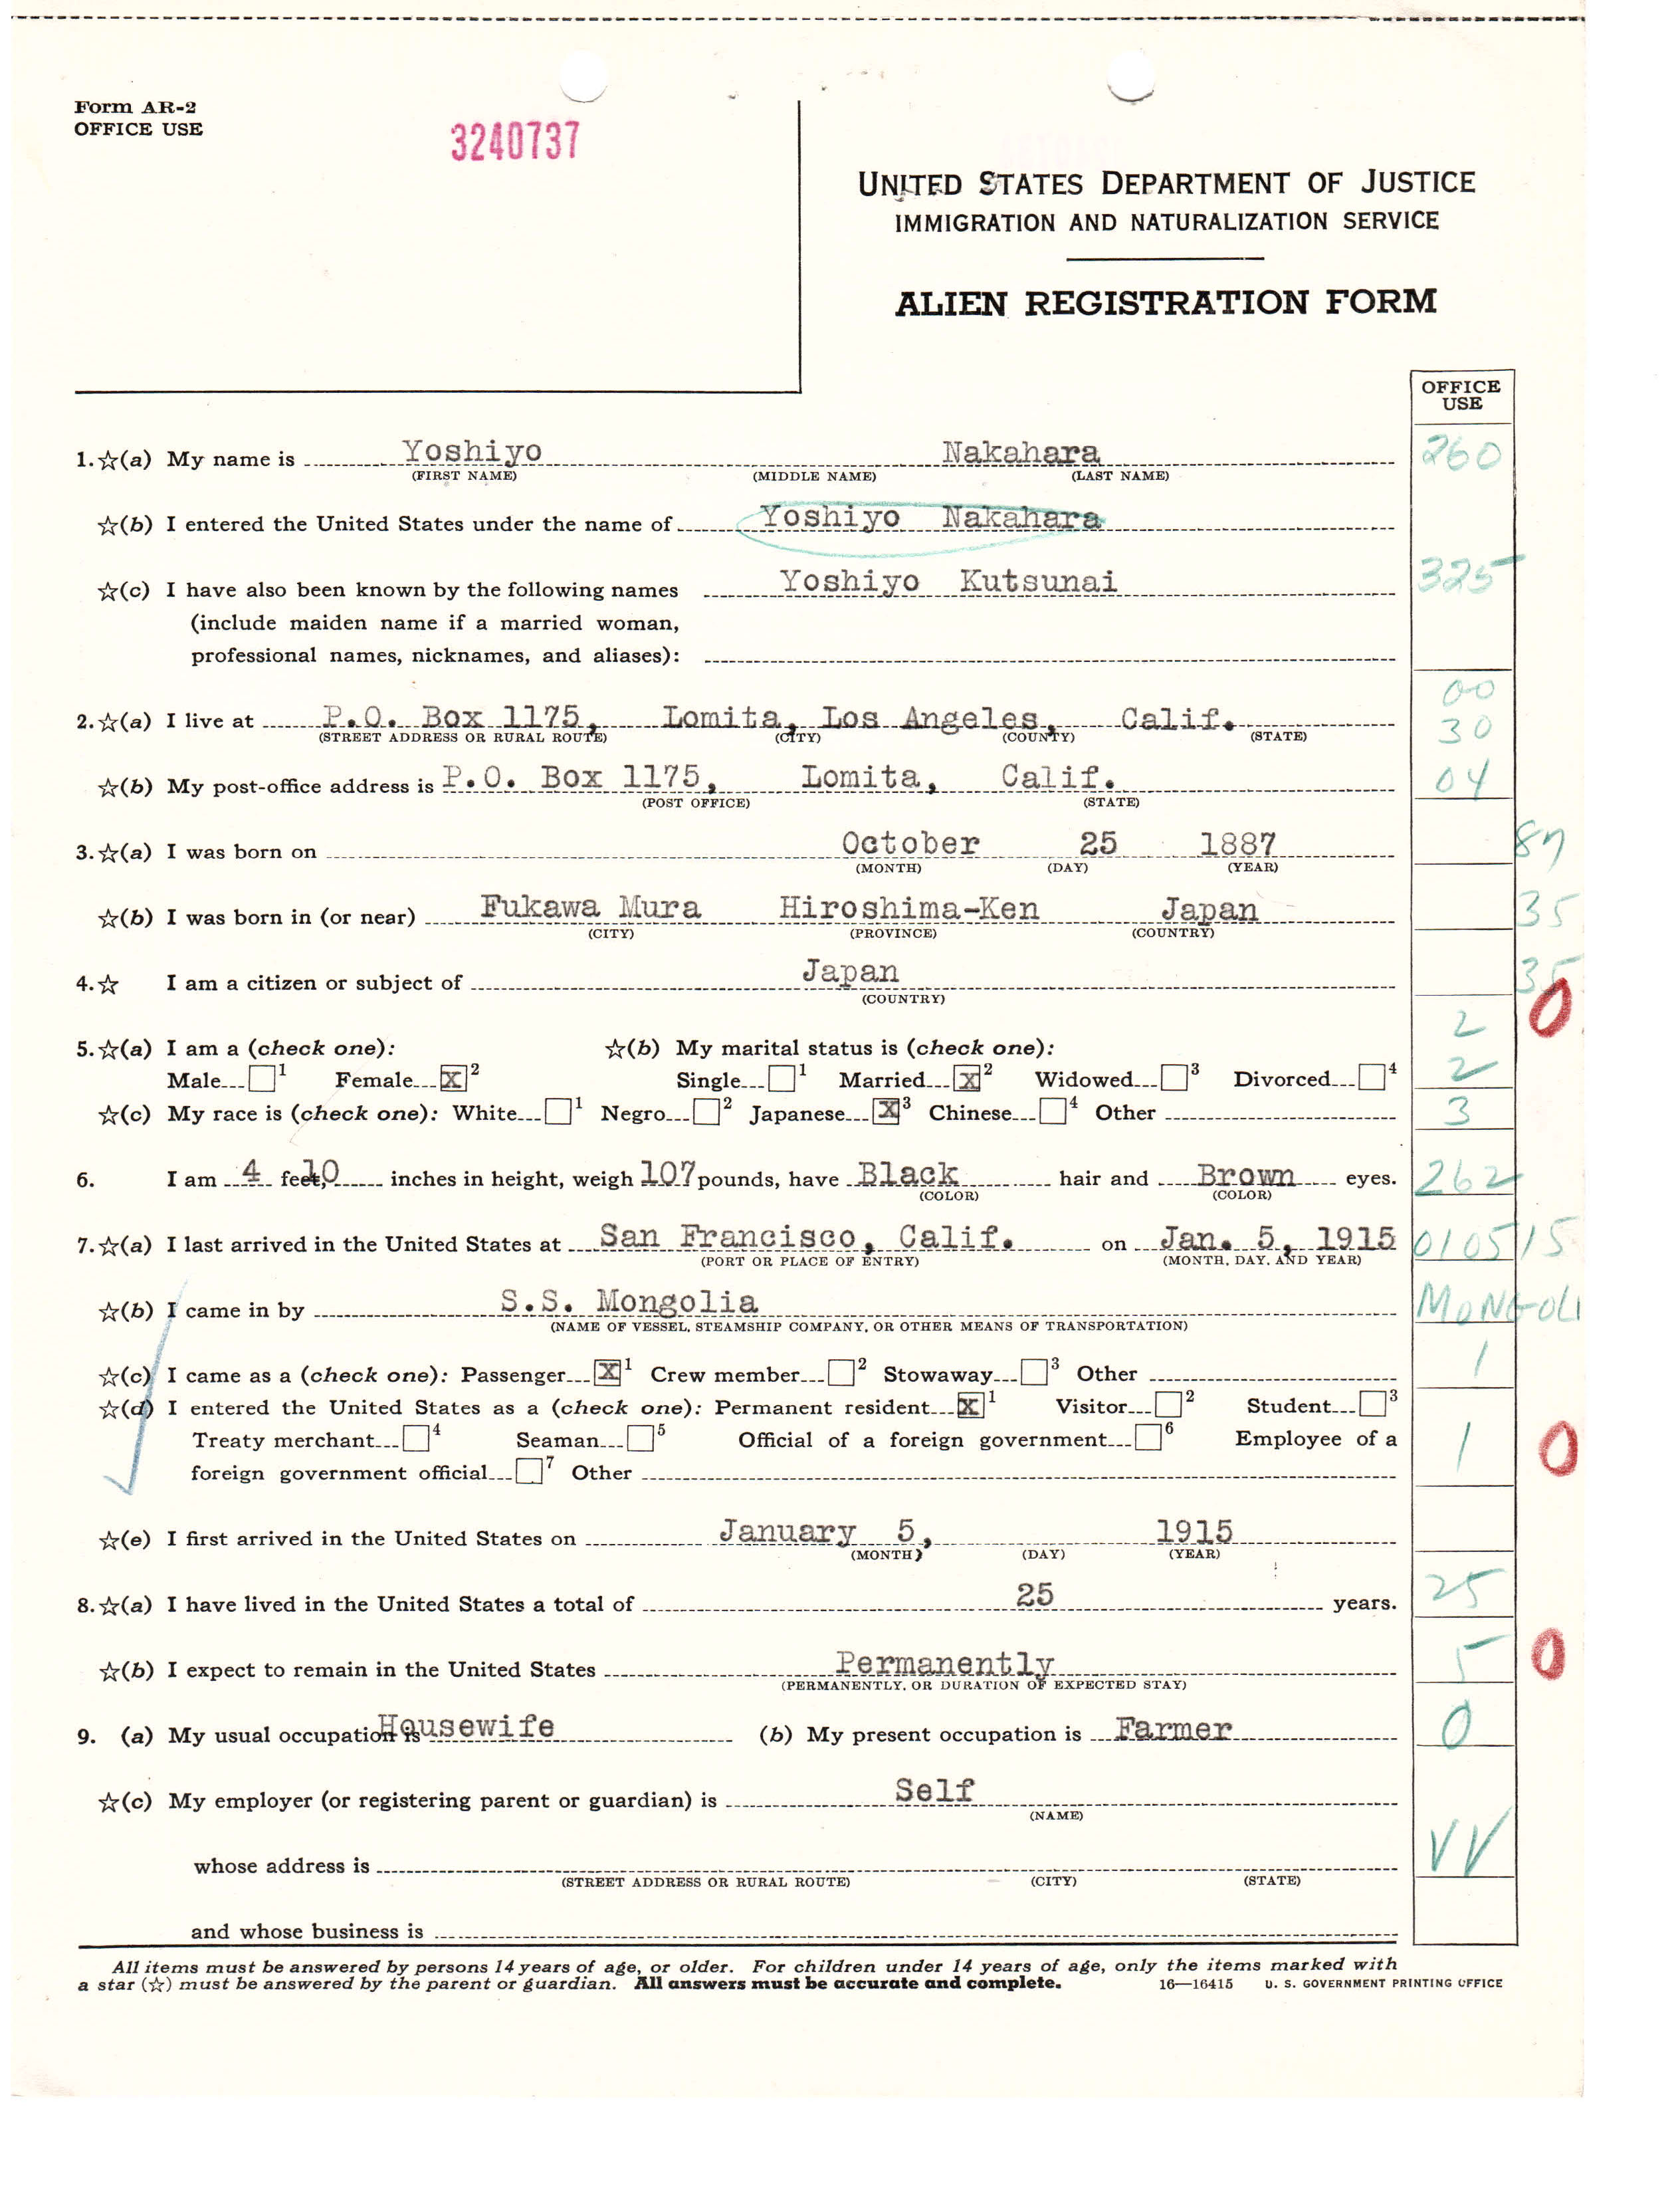 Form AR-2
OFFICE USE
3240737
UNITED STATES DEPARTMENT OF JUSTICE
IMMIGRATION AND NATURALIZATION SERVICE
ALIEN REGISTRATION FORM
OFFICE
USE
1. ☆(a) My name is Yoshiyo Nakahara 260
(FIRST NAME) (MIDDLE NAME) (LAST NAME)
☆(b) I entered the United States under the name of Yoshiyo Nakahara
☆(c) I have also been known by the following names Yoshiyo Kutsunai 325
(include maiden name if a married woman,
professional names, nicknames, and aliases):
00
2. ☆(a) I live at P.O. Box 1175, Lomita, Los Angeles, Calif. 30
(STREET ADDRESS OR RURAL ROUTE) (CITY) (COUNTY) (STATE)
☆(b) My post-office address is P.O. Box 1175, Lomita, Calif. 04
(POST OFFICE) (STATE)
3. ☆(a) I was born on October 25 1887 87
(MONTH) (DAY) (YEAR)
☆(b) I was born in (or near) Fukawa Mura Hiroshima-Ken Japan 35
(CITY) (PROVINCE) (COUNTRY)
4. ☆ I am a citizen or subject of Japan 35
(COUNTRY) 0
2
5. ☆(a) I am a (check one): ☆(b) My marital status is (check one):
Male 1 Female X 2 Single 1 Married X 2 Widowed 3 Divorced 4 2
☆(c) My race is (check one): White 1 Negro 2 Japanese X 3 Chinese 4 Other 3
6. I am 4 feet, 10 inches in height, weigh 107 pounds, have Black hair and Brown eyes. 262
(COLOR) (COLOR)
7. ☆(a) I last arrived in the United States at San Francisco, Calif. on Jan. 5, 1915 010515
(PORT OR PLACE OF ENTRY) (MONTH, DAY, AND YEAR)
☆(b) I came in by S.S. Mongolia MONGOLI
(NAME OF VESSEL, STEAMSHIP COMPANY, OR OTHER MEANS OF TRANSPORTATION)
☆(c) I came as a (check one): Passenger X 1 Crew member 2 Stowaway 3 Other 1
☆(d) I entered the United States as a (check one): Permanent resident X 1 Visitor 2 Student 3
Treaty merchant 4 Seaman 5 Official of a foreign government 6 Employee of a 1 0
foreign government official 7 Other
☆(e) I first arrived in the United States on January 5, 1915
(MONTH) (DAY) (YEAR)
8. ☆(a) I have lived in the United States a total of 25 years. 25
☆(b) I expect to remain in the United States Permanently 5 0
(PERMANENTLY, OR DURATION OF EXPECTED STAY)
9. (a) My usual occupation is Housewife (b) My present occupation is Farmer 0
☆(c) My employer (or registering parent or guardian) is Self
(NAME)
whose address is VV
(STREET ADDRESS OR RURAL ROUTE) (CITY) (STATE)
and whose business is
All items must be answered by persons 14 years of age, or older. For children under 14 years of age, only the items marked with
a star (☆) must be answered by the parent or guardian. All answers must be accurate and complete. 16—16415 U. S. GOVERNMENT PRINTING OFFICE